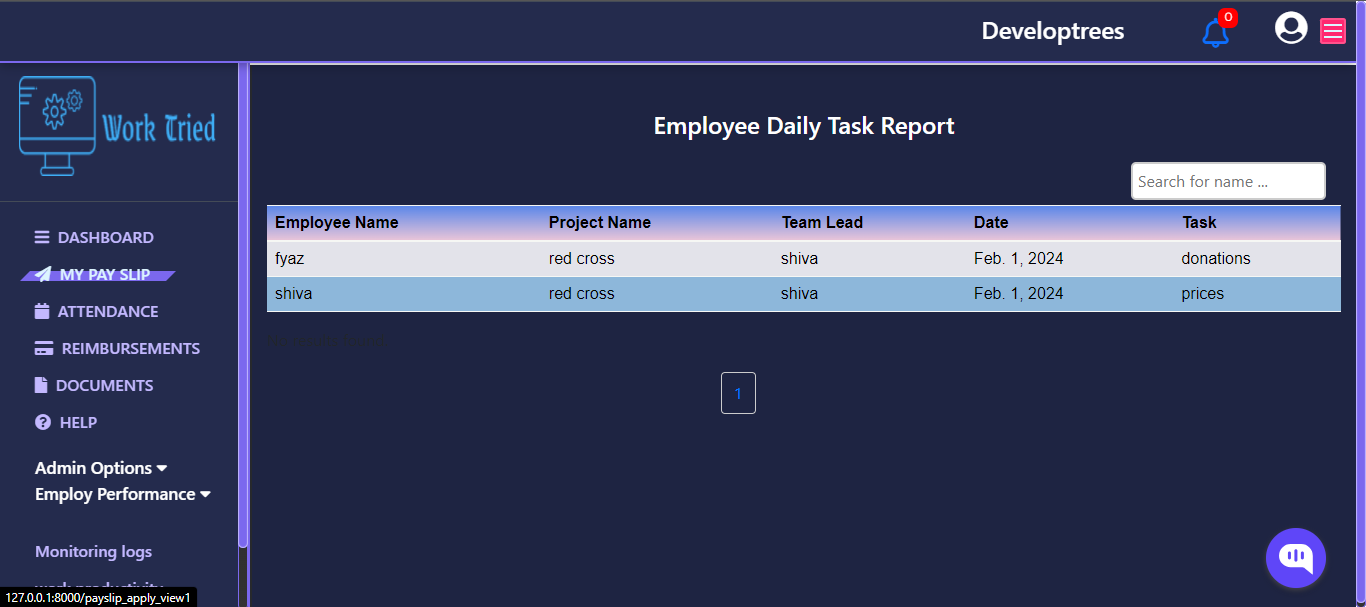 Developtrees
0
Work Tried
Employee Daily Task Report
Search for name ...
Employee Name Project Name Team Lead Date Task
fyaz red cross shiva Feb. 1, 2024 donations
shiva red cross shiva Feb. 1, 2024 prices
1
DASHBOARD
MY PAY SLIP
ATTENDANCE
REIMBURSEMENTS
DOCUMENTS
HELP
Admin Options
Employ Performance
Monitoring logs
work productivity
127.0.0.1:8000/payslip_apply_view1